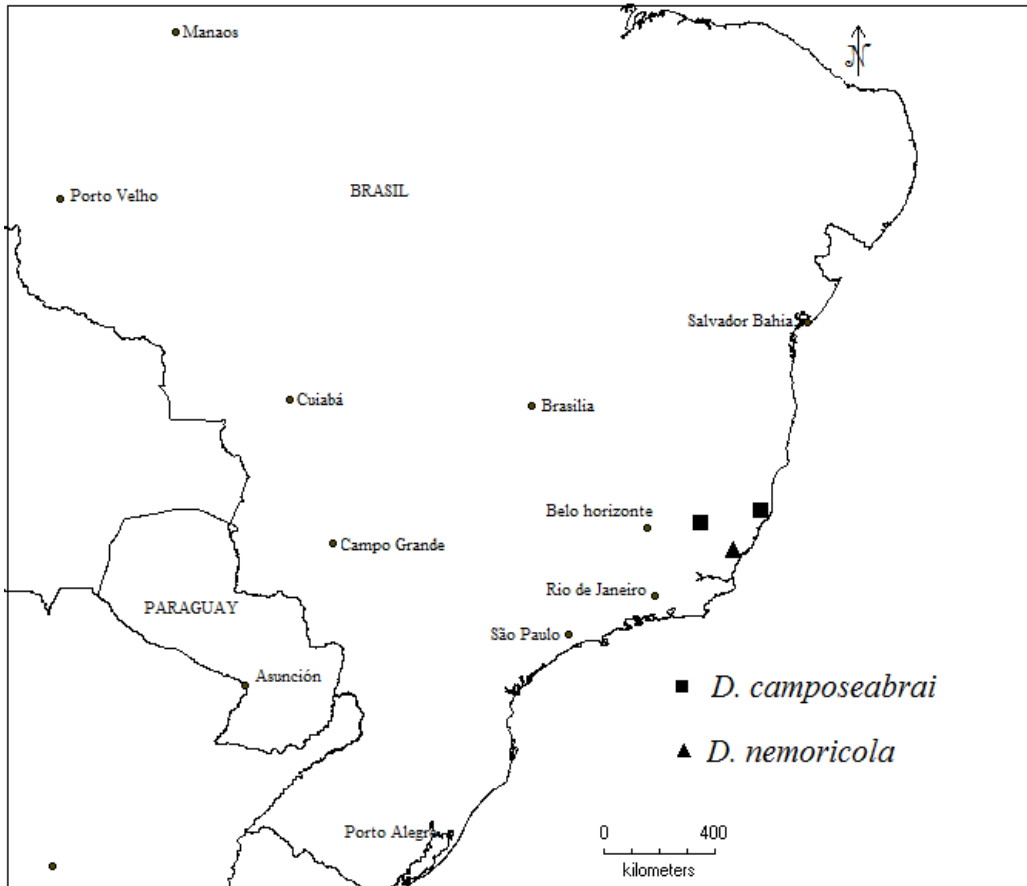 Manaos
N
Porto Velho
BRASIL
Salvador Bahia
Cuiabá
Brasilia
Belo horizonte
Campo Grande
Rio de Janeiro
PARAGUAY
São Paulo
Asunción
D. camposeabrai
D. nemoricola
Porto Alegre
0 400
kilometers